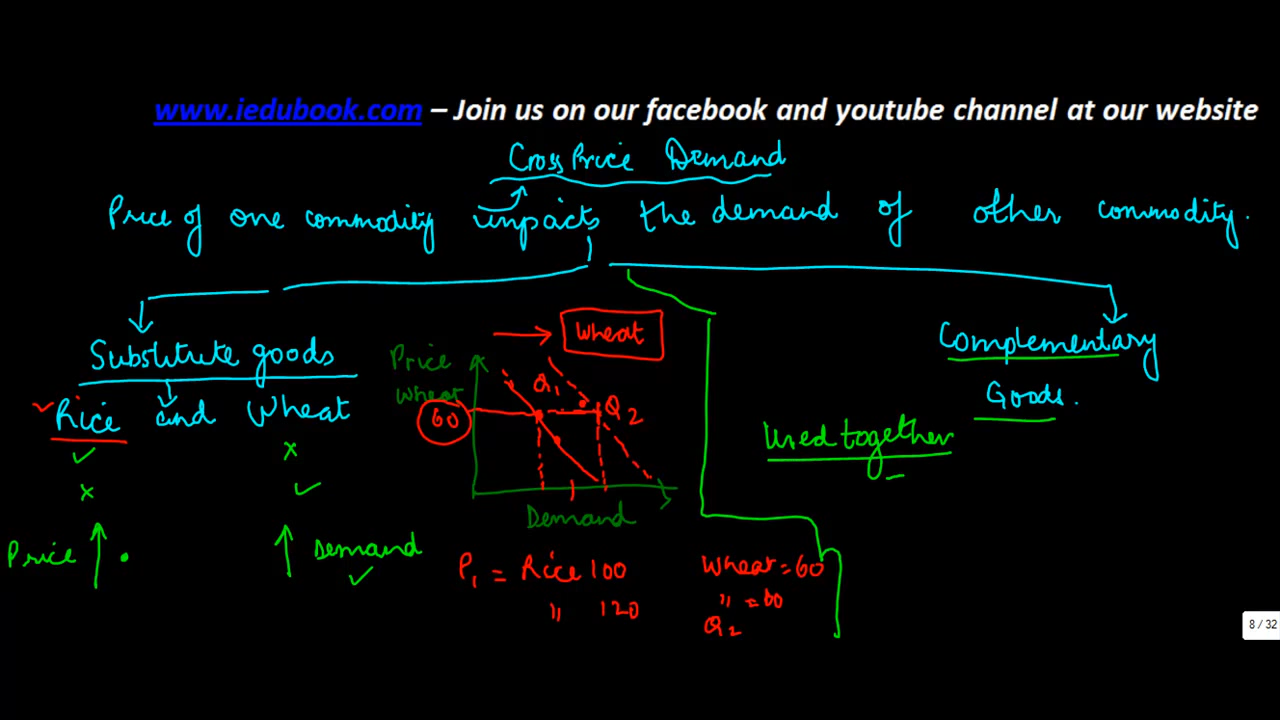 www.iedubook.com – Join us on our facebook and youtube channel at our website
Cross Price Demand
Price of one commodity impacts the demand of other commodity.
Substitute goods
Rice and Wheat
✓ x
x ✓
Price ↑ ↑ Demand
✓
→ Wheat
Price
Wheat
60
Q1
Q2
Demand
P1 = Rice 100 Wheat = 60
" 120 " = 60
Q2
Complementary
Goods.
Used together
8 / 32